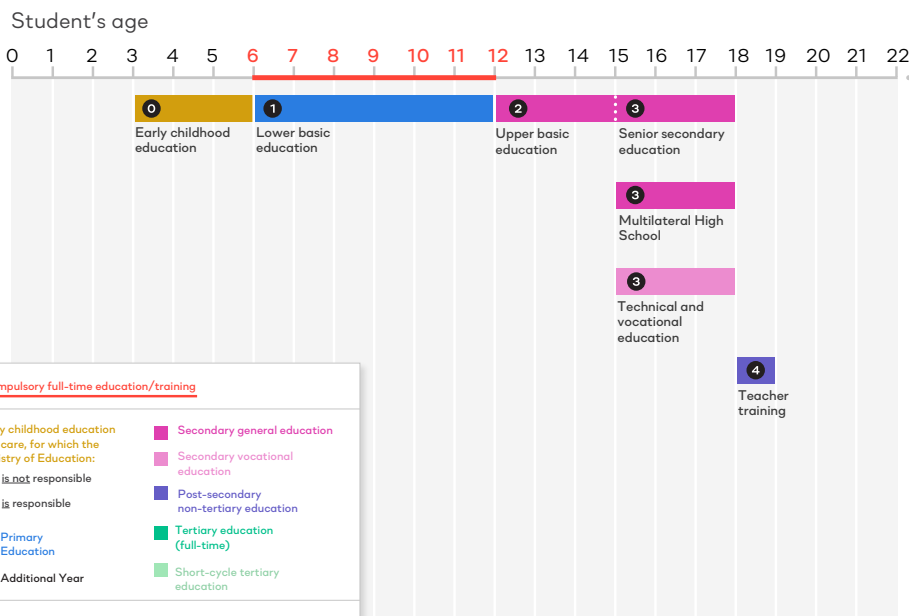 Student's age
0 1 2 3 4 5 6 7 8 9 10 11 12 13 14 15 16 17 18 19 20 21 22
0 1 2 3
Early childhood
education
Lower basic
education
Upper basic
education
Senior secondary
education
3
Multilateral High
School
3
Technical and
vocational
education
4
Teacher
training
mpulsory full-time education/training
y childhood education
care, for which the
stry of Education:
is not responsible
is responsible
Primary
Education
Additional Year
Secondary general education
Secondary vocational
education
Post-secondary
non-tertiary education
Tertiary education
(full-time)
Short-cycle tertiary
education